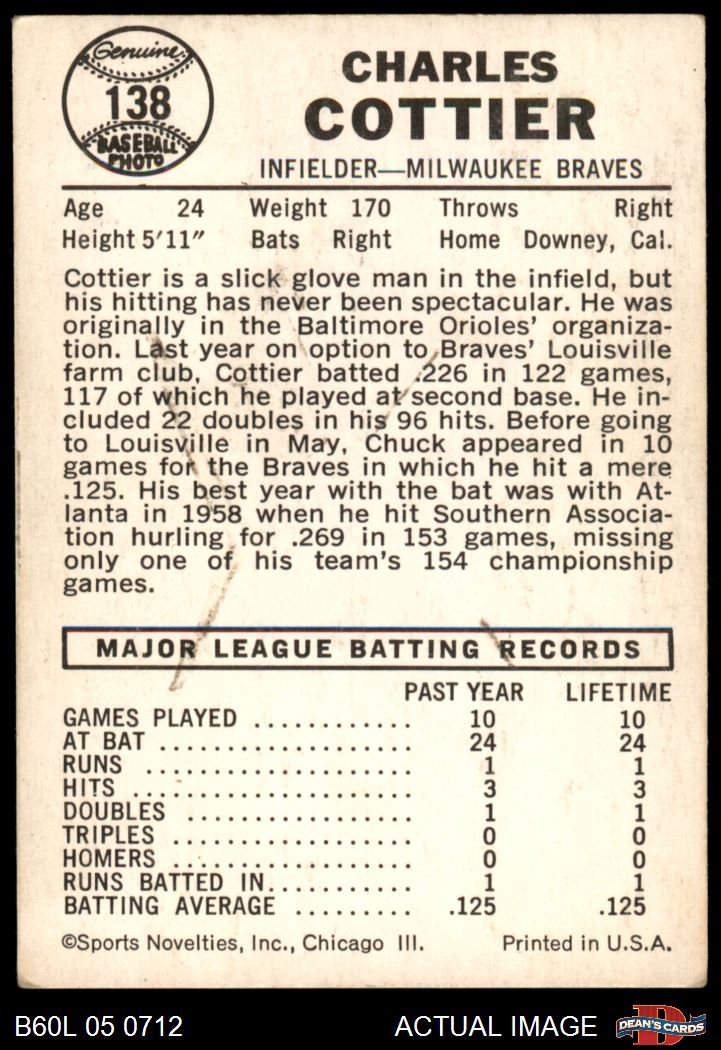 Genuine
138
BASEBALL
PHOTO
CHARLES
COTTIER
INFIELDER—MILWAUKEE BRAVES
Age 24 Weight 170 Throws Right
Height 5'11" Bats Right Home Downey, Cal.
Cottier is a slick glove man in the infield, but
his hitting has never been spectacular. He was
originally in the Baltimore Orioles' organiza-
tion. Last year on option to Braves' Louisville
farm club, Cottier batted .226 in 122 games,
117 of which he played at second base. He in-
cluded 22 doubles in his 96 hits. Before going
to Louisville in May, Chuck appeared in 10
games for the Braves in which he hit a mere
.125. His best year with the bat was with At-
lanta in 1958 when he hit Southern Associa-
tion hurling for .269 in 153 games, missing
only one of his team's 154 championship
games.
MAJOR LEAGUE BATTING RECORDS
PAST YEAR LIFETIME
GAMES PLAYED ............ 10 10
AT BAT ................... 24 24
RUNS .................... 1 1
HITS ..................... 3 3
DOUBLES ................... 1 1
TRIPLES .................. 0 0
HOMERS .................. 0 0
RUNS BATTED IN........... 1 1
BATTING AVERAGE ......... .125 .125
©Sports Novelties, Inc., Chicago Ill. Printed in U.S.A.
B60L 05 0712 ACTUAL IMAGE D DEAN'S CARDS